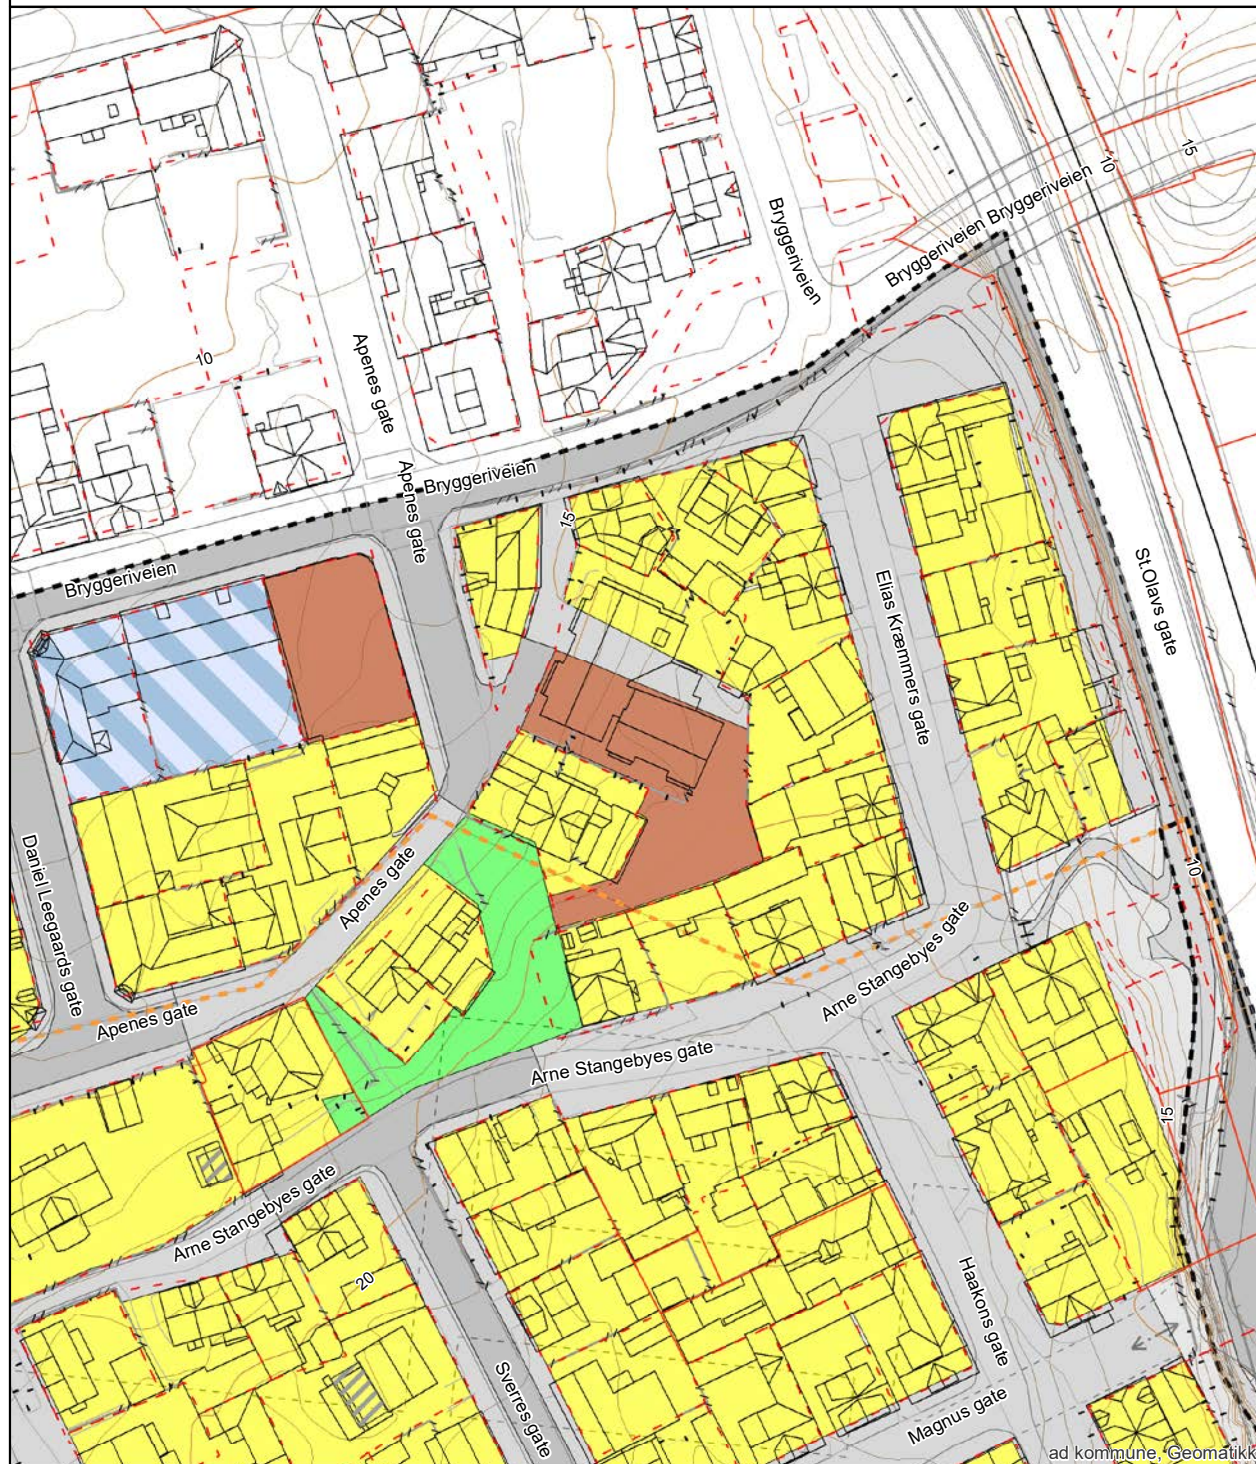 15
10
Bryggeriveien Bryggeriveien
Bryggeriveien
Apenes gate
10
Apenes gate
Bryggeriveien
15
Bryggeriveien
St.Olavs gate
Elias Kræmmers gate
Daniel Leegaards gate
Apenes gate
10
Arne Stangebyes gate
Apenes gate
Arne Stangebyes gate
15
Arne Stangebyes gate
20
Haakons gate
Sverres gate
Magnus gate
ad kommune, Geomatikk